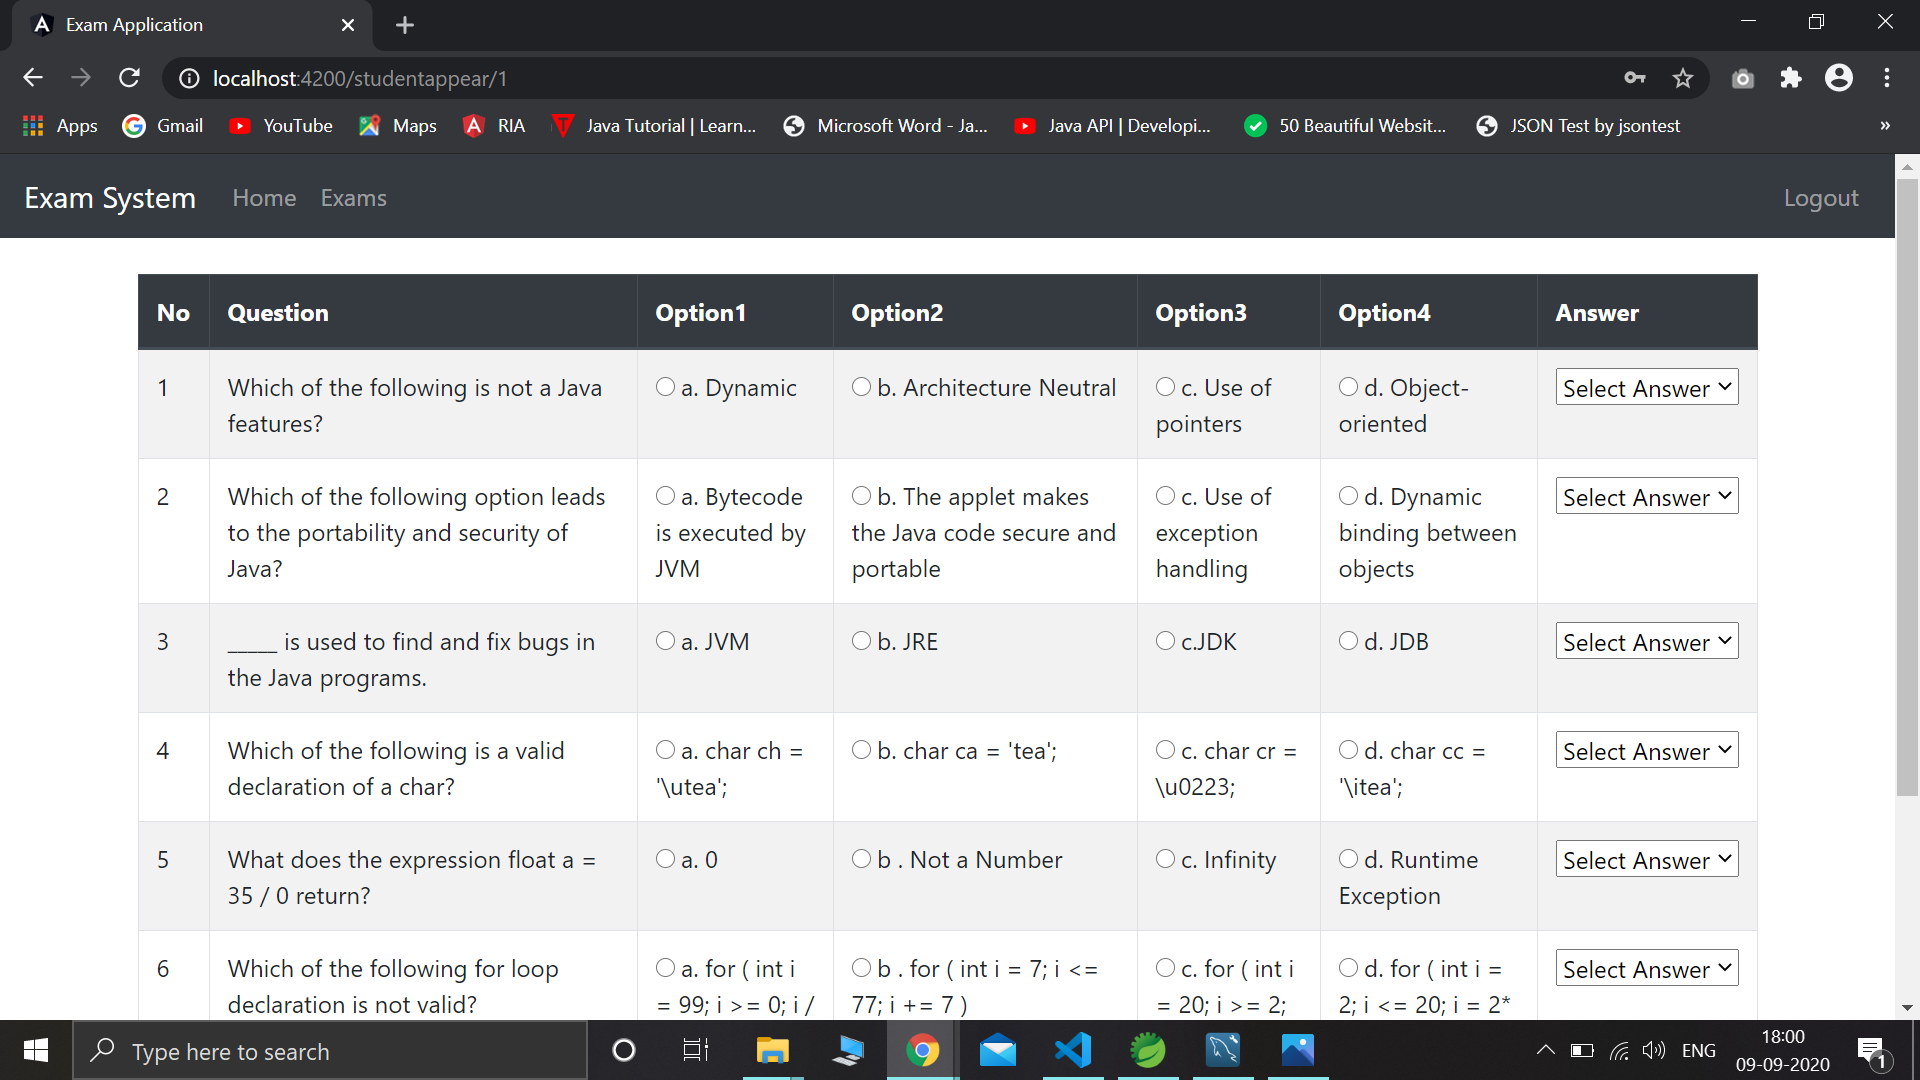 Exam Application
localhost:4200/studentappear/1
Apps Gmail YouTube Maps RIA Java Tutorial | Learn... Microsoft Word - Ja... Java API | Developi... 50 Beautiful Websit... JSON Test by jsontest »
Exam System Home Exams Logout
No Question Option1 Option2 Option3 Option4 Answer
1 Which of the following is not a Java a. Dynamic b. Architecture Neutral c. Use of d. Object- Select Answer
features? pointers oriented
2 Which of the following option leads a. Bytecode b. The applet makes c. Use of d. Dynamic Select Answer
to the portability and security of is executed by the Java code secure and exception binding between
Java? JVM portable handling objects
3 _____ is used to find and fix bugs in a. JVM b. JRE c.JDK d. JDB Select Answer
the Java programs.
4 Which of the following is a valid a. char ch = b. char ca = 'tea'; c. char cr = d. char cc = Select Answer
declaration of a char? '\utea'; \u0223; '\itea';
5 What does the expression float a = a. 0 b . Not a Number c. Infinity d. Runtime Select Answer
35 / 0 return? Exception
6 Which of the following for loop a. for ( int i b . for ( int i = 7; i <= c. for ( int i d. for ( int i = Select Answer
declaration is not valid? = 99; i >= 0; i / 77; i += 7 ) = 20; i >= 2; 2; i <= 20; i = 2*
Type here to search ENG 18:00
09-09-2020 1